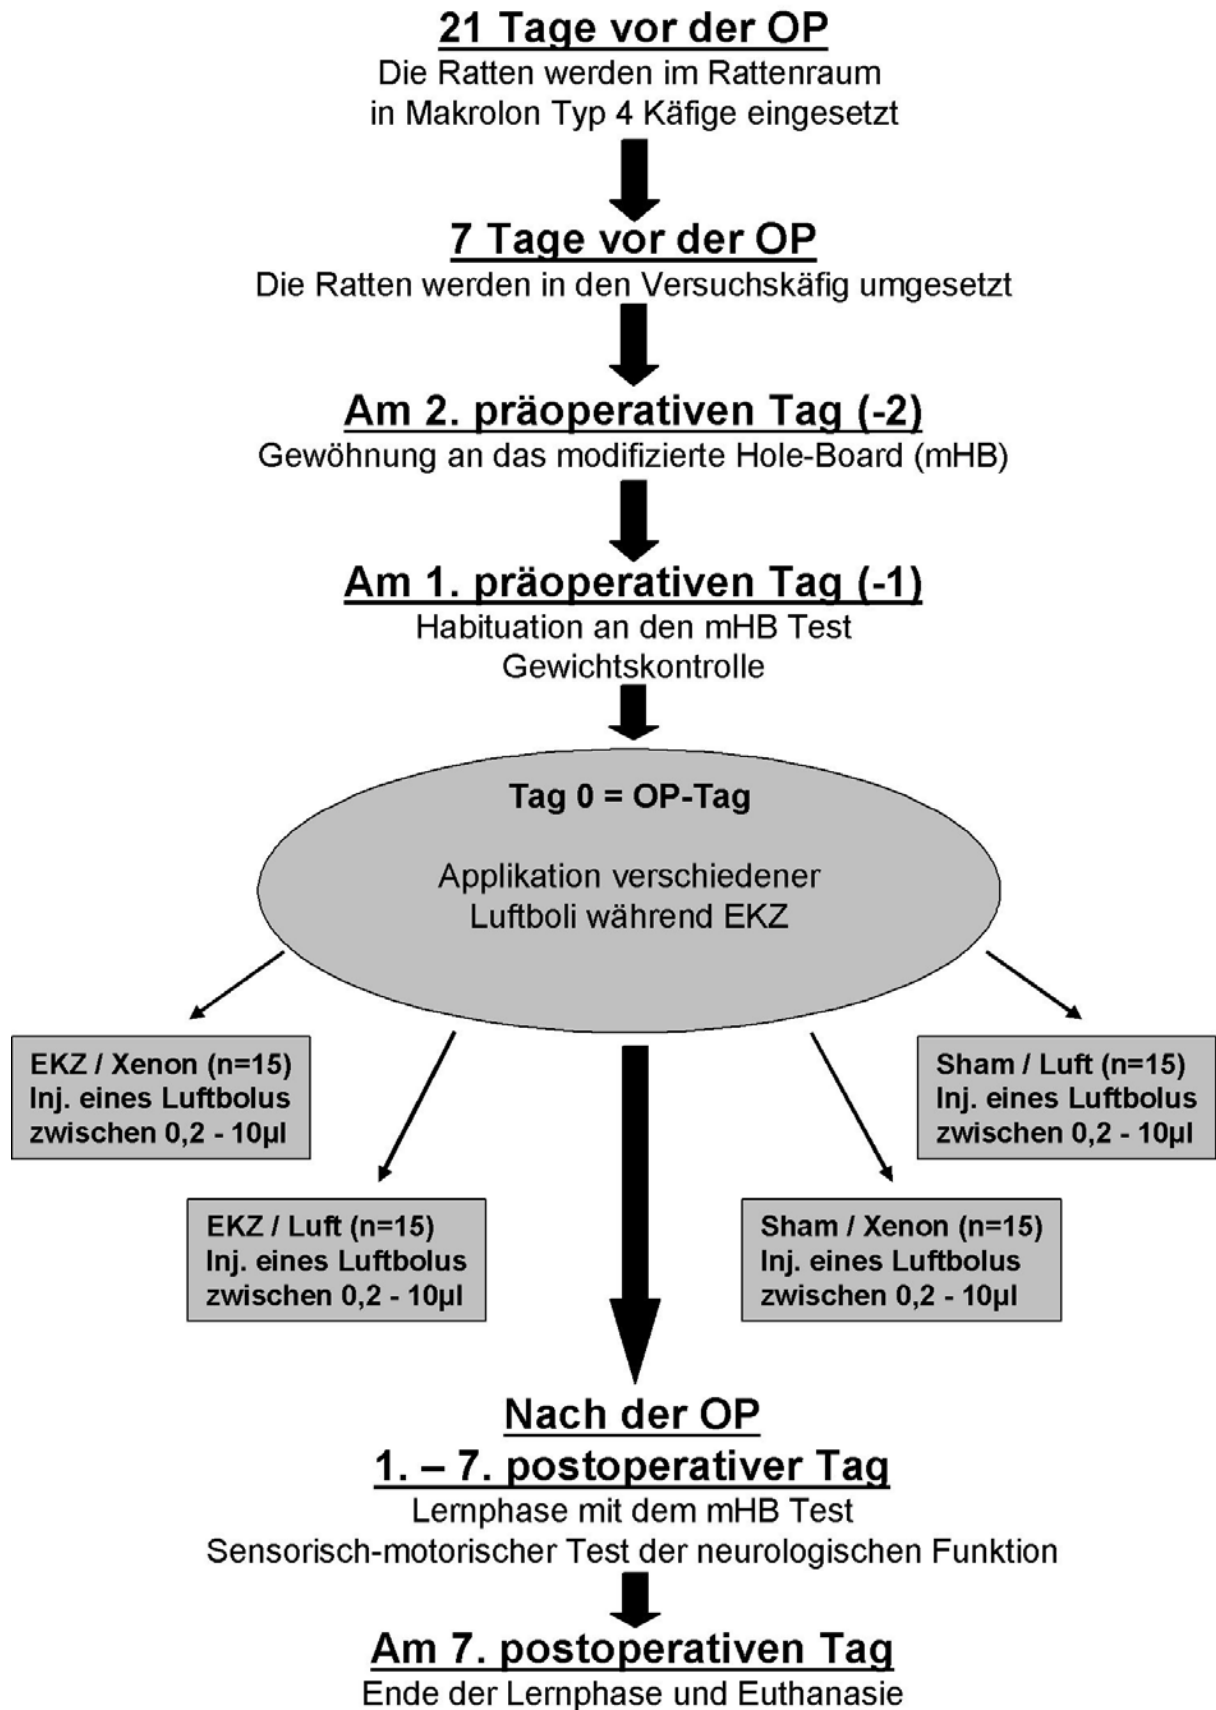 21 Tage vor der OP
Die Ratten werden im Rattenraum
in Makrolon Typ 4 Käfige eingesetzt
7 Tage vor der OP
Die Ratten werden in den Versuchskäfig umgesetzt
Am 2. präoperativen Tag (-2)
Gewöhnung an das modifizierte Hole-Board (mHB)
Am 1. präoperativen Tag (-1)
Habituation an den mHB Test
Gewichtskontrolle
Tag 0 = OP-Tag
Applikation verschiedener
Luftboli während EKZ
EKZ / Xenon (n=15)
Inj. eines Luftbolus
zwischen 0,2 - 10µl
EKZ / Luft (n=15)
Inj. eines Luftbolus
zwischen 0,2 - 10µl
Sham / Xenon (n=15)
Inj. eines Luftbolus
zwischen 0,2 - 10µl
Sham / Luft (n=15)
Inj. eines Luftbolus
zwischen 0,2 - 10µl
Nach der OP
1. – 7. postoperativer Tag
Lernphase mit dem mHB Test
Sensorisch-motorischer Test der neurologischen Funktion
Am 7. postoperativen Tag
Ende der Lernphase und Euthanasie